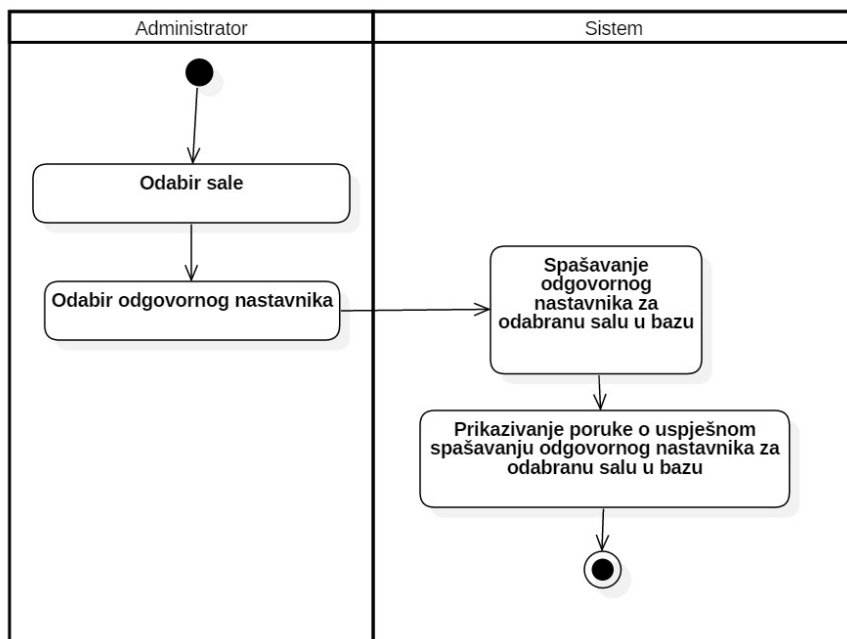 Administrator
Sistem
Odabir sale
Odabir odgovornog nastavnika
Spašavanje
odgovornog
nastavnika za
odabranu salu u bazu
Prikazivanje poruke o uspješnom
spašavanju odgovornog nastavnika za
odabranu salu u bazu